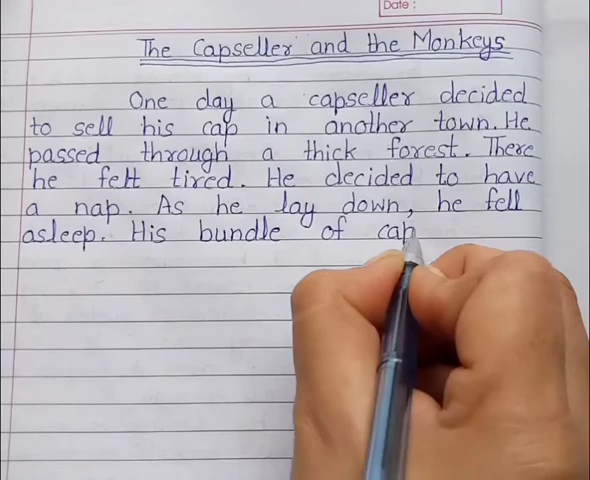 Date :
The Capseller and the Monkeys
One day a capseller decided
to sell his cap in another town. He
passed through a thick forest. There
he felt tired. He decided to have
a nap. As he lay down, he fell
asleep. His bundle of cap